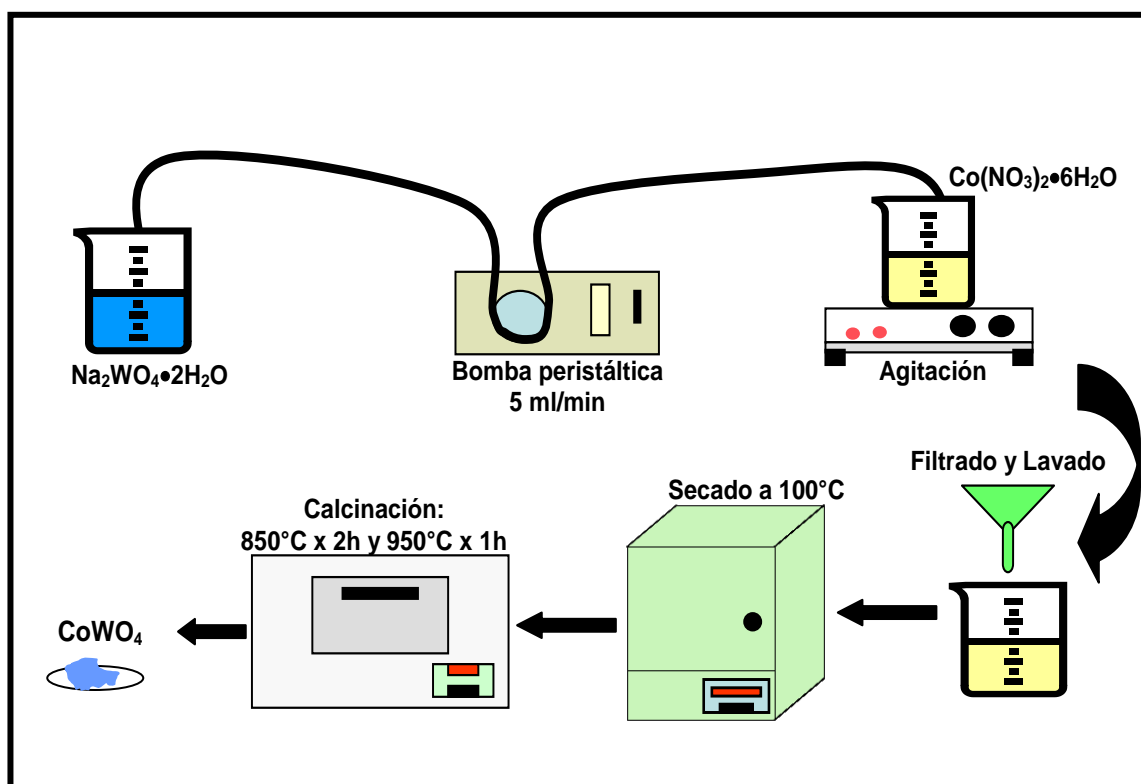 Co(NO₃)₂•6H₂O
Na₂WO₄•2H₂O
Bomba peristáltica
5 ml/min
Agitación
Filtrado y Lavado
Secado a 100°C
Calcinación:
850°C x 2h y 950°C x 1h
CoWO₄